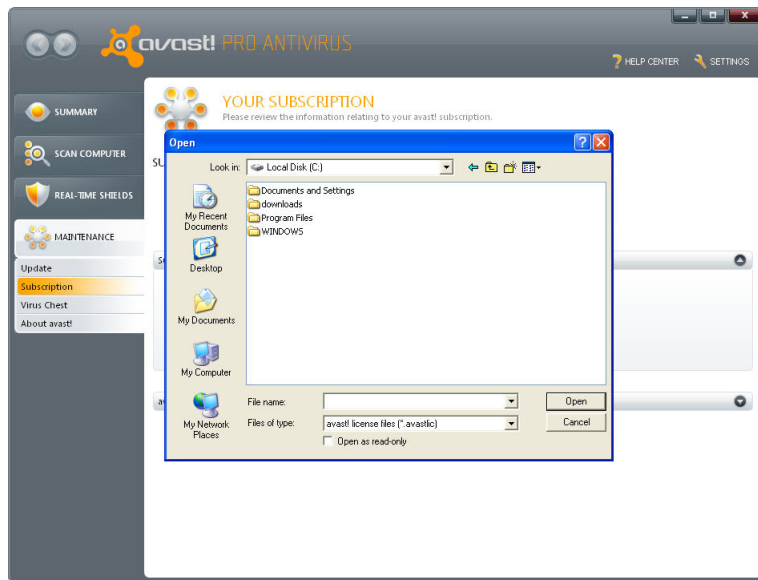 avast! PRO ANTIVIRUS
HELP CENTER
SETTINGS
SUMMARY
SCAN COMPUTER
REAL-TIME SHIELDS
MAINTENANCE
Update
Subscription
Virus Chest
About avast!
YOUR SUBSCRIPTION
Please review the information relating to your avast! subscription.
Open
Look in:
Local Disk (C:)
My Recent
Documents
Desktop
My Documents
My Computer
My Network
Places
Documents and Settings
downloads
Program Files
WINDOWS
File name:
Open
Files of type:
avast! license files (*.avastlic)
Cancel
Open as read-only